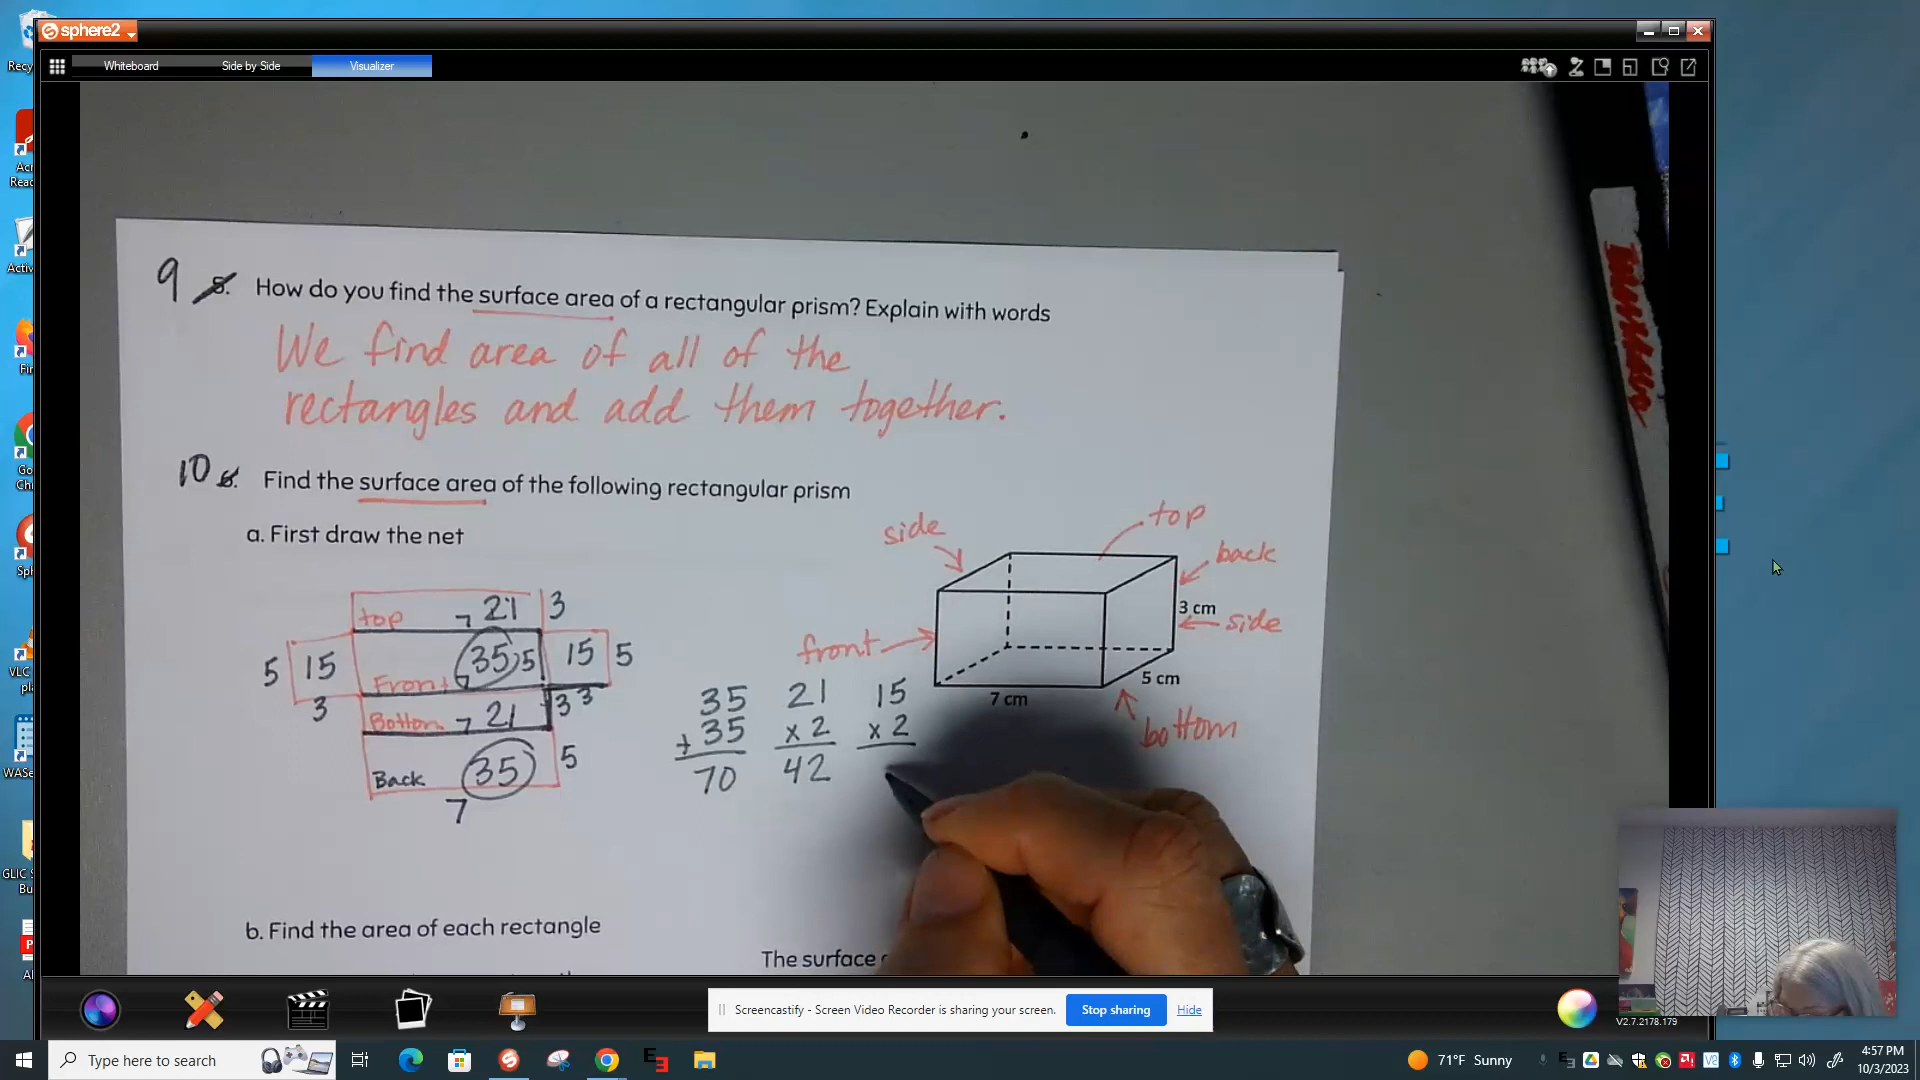 sphere2
Whiteboard
Side by Side
Visualizer
9 5. How do you find the surface area of a rectangular prism? Explain with words
We find area of all of the
rectangles and add them together.
10 6. Find the surface area of the following rectangular prism
a. First draw the net
side
top
back
3 cm
side
front
5 cm
7 cm
bottom
top 7 21 3
5 15 35 5 15 5
Front 7
3 Bottom 7 21 3 3
Back 35 5
7
35 21 15
+ 35 x 2 x 2
70 42
b. Find the area of each rectangle
The surface
Screencastify - Screen Video Recorder is sharing your screen.
Stop sharing
Hide
V2.7.2178.179
Type here to search
71°F Sunny
4:57 PM
10/3/2023